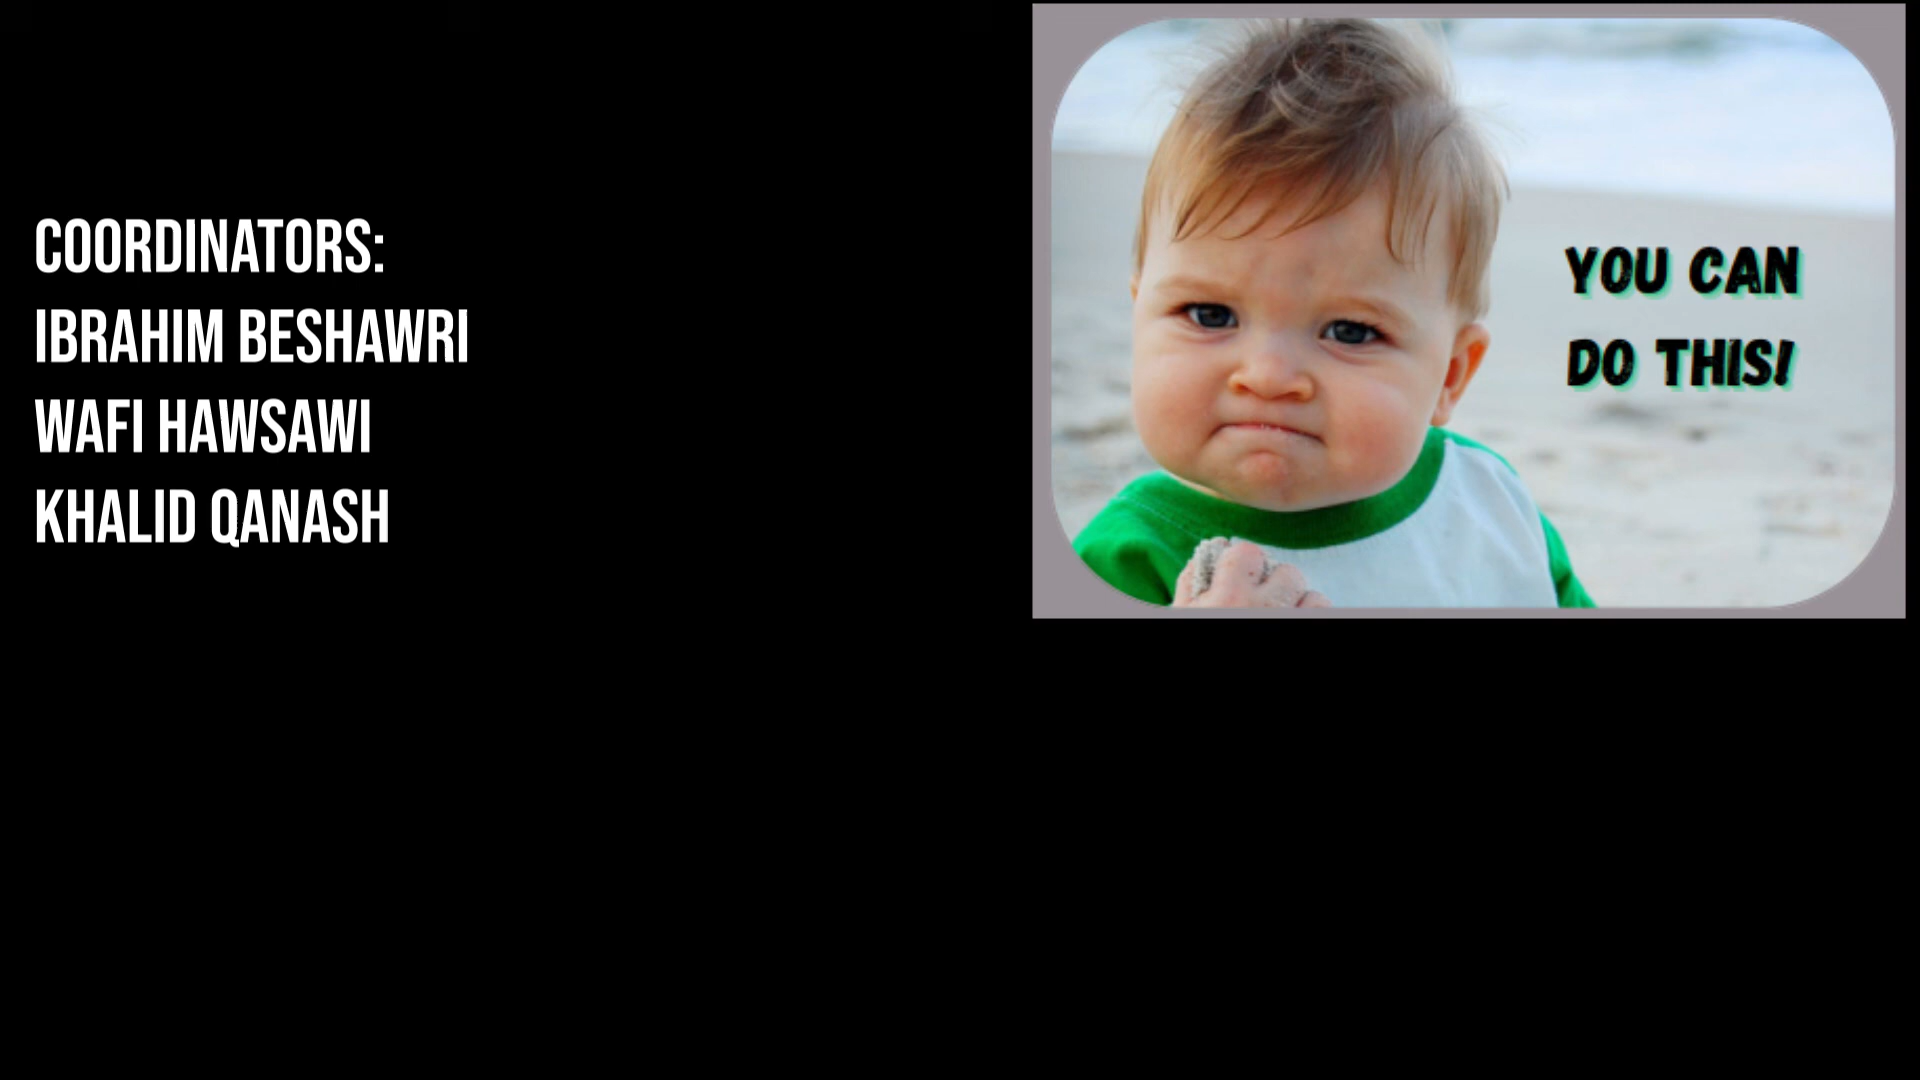 COORDINATORS:
IBRAHIM BESHAWRI
WAFI HAWSAWI
KHALID QANASH
YOU CAN
DO THIS!